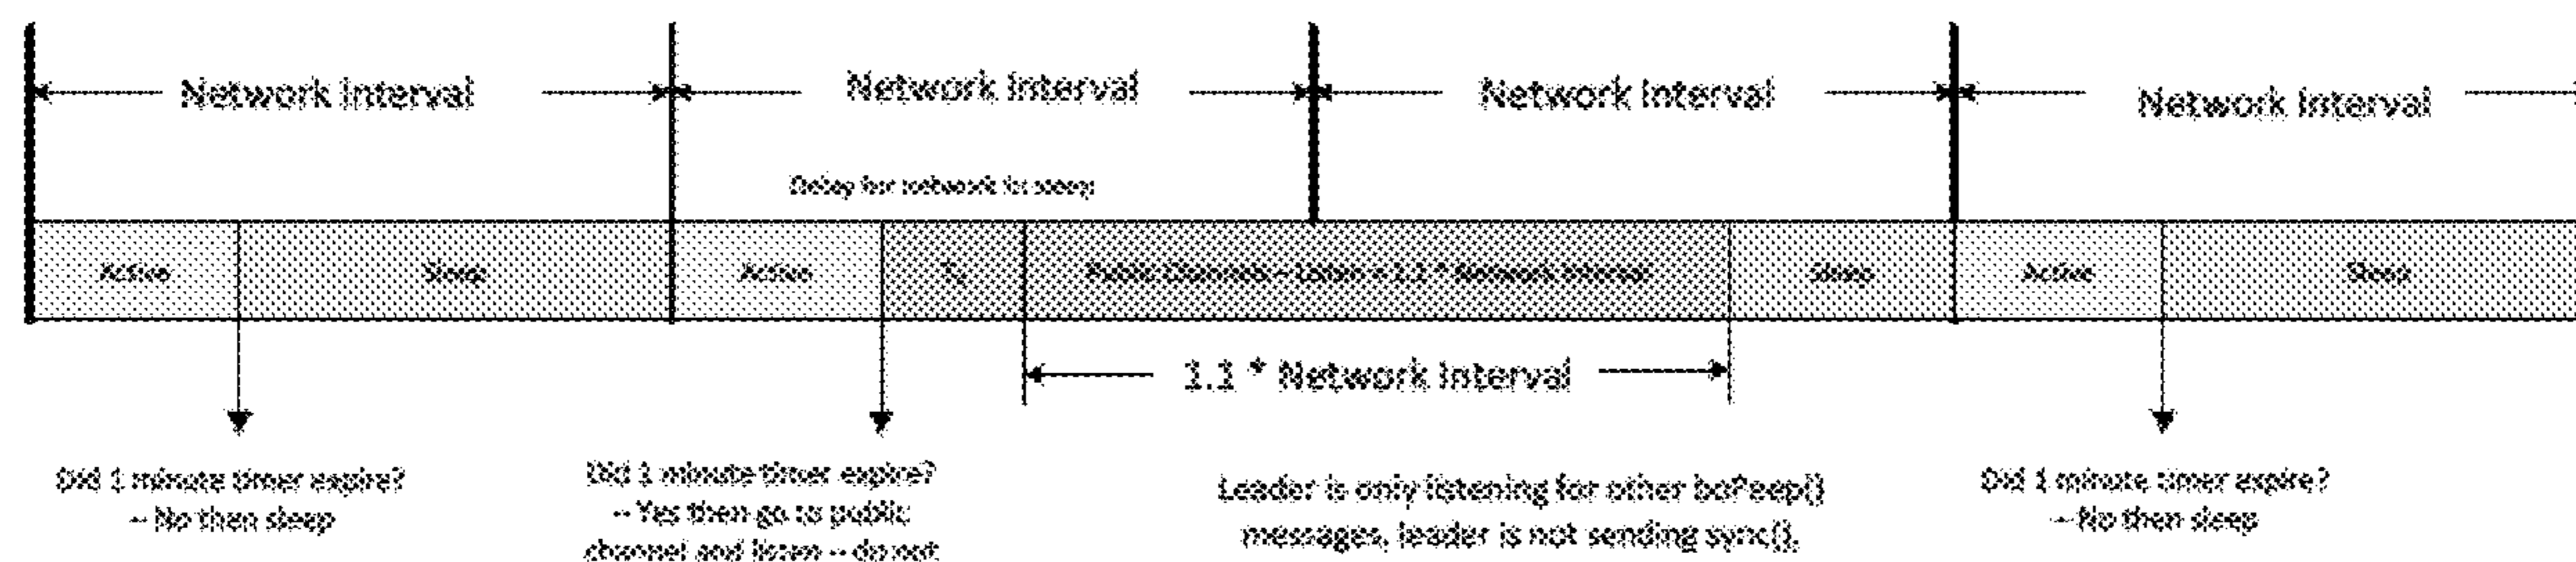 Network Interval
Network Interval
Network Interval
Network Interval
Delay for network to sleep
Active
Sleep
Active
Public Channels – Listen = 1.1 * Network Interval
Sleep
Active
Sleep
1.1 * Network Interval
Did 1 minute timer expire?
– No then sleep
Did 1 minute timer expire?
– Yes then go to public
channel and listen – do not
Leader is only listening for other boPeep()
messages, leader is not sending sync().
Did 1 minute timer expire?
– No then sleep